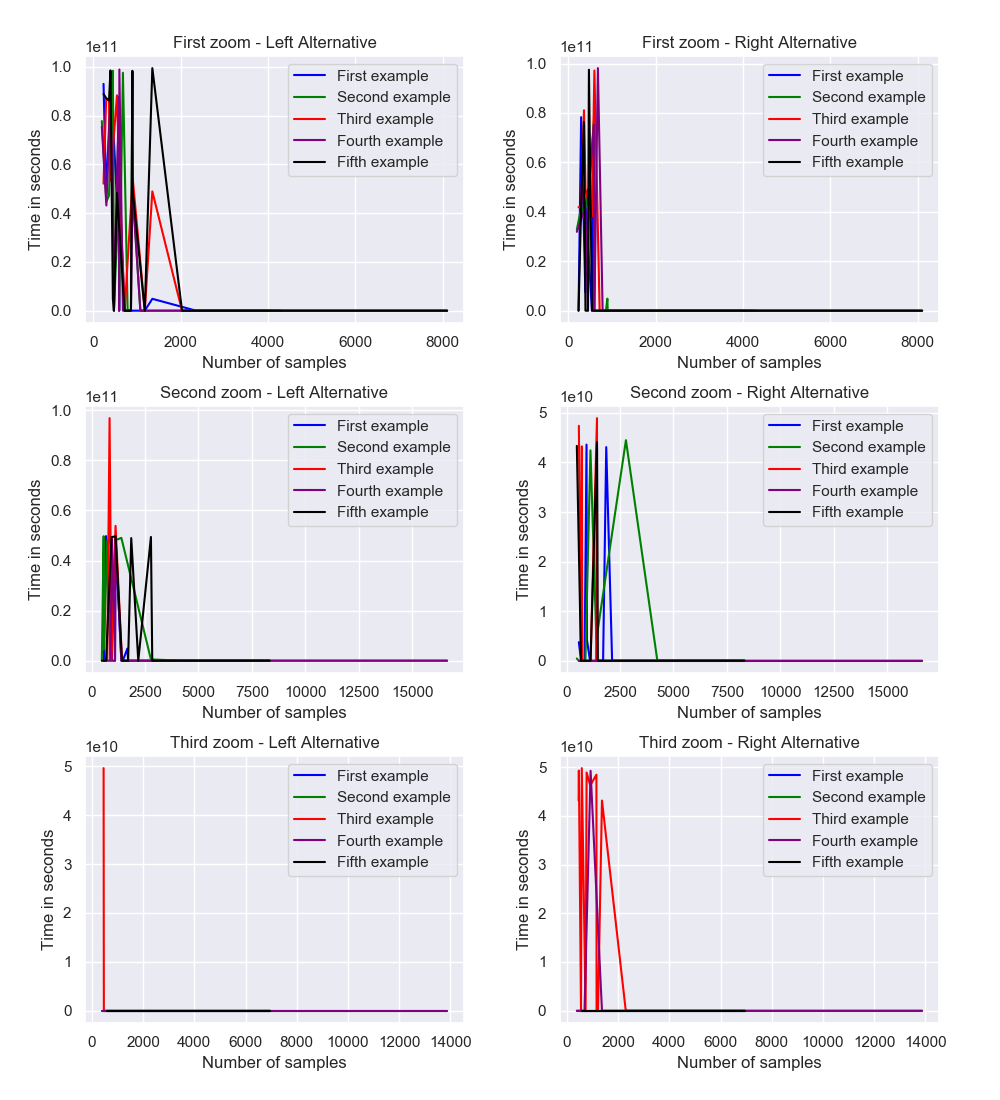 First zoom - Left Alternative
1e11
1.0
0.8
0.6
0.4
0.2
0.0
Time in seconds
First example
Second example
Third example
Fourth example
Fifth example
0 2000 4000 6000 8000
Number of samples
First zoom - Right Alternative
1e11
1.0
0.8
0.6
0.4
0.2
0.0
Time in seconds
First example
Second example
Third example
Fourth example
Fifth example
0 2000 4000 6000 8000
Number of samples
Second zoom - Left Alternative
1e11
1.0
0.8
0.6
0.4
0.2
0.0
Time in seconds
First example
Second example
Third example
Fourth example
Fifth example
0 2500 5000 7500 10000 12500 15000
Number of samples
Second zoom - Right Alternative
1e10
5
4
3
2
1
0
Time in seconds
First example
Second example
Third example
Fourth example
Fifth example
0 2500 5000 7500 10000 12500 15000
Number of samples
Third zoom - Left Alternative
1e10
5
4
3
2
1
0
Time in seconds
First example
Second example
Third example
Fourth example
Fifth example
0 2000 4000 6000 8000 10000 12000 14000
Number of samples
Third zoom - Right Alternative
1e10
5
4
3
2
1
0
Time in seconds
First example
Second example
Third example
Fourth example
Fifth example
0 2000 4000 6000 8000 10000 12000 14000
Number of samples